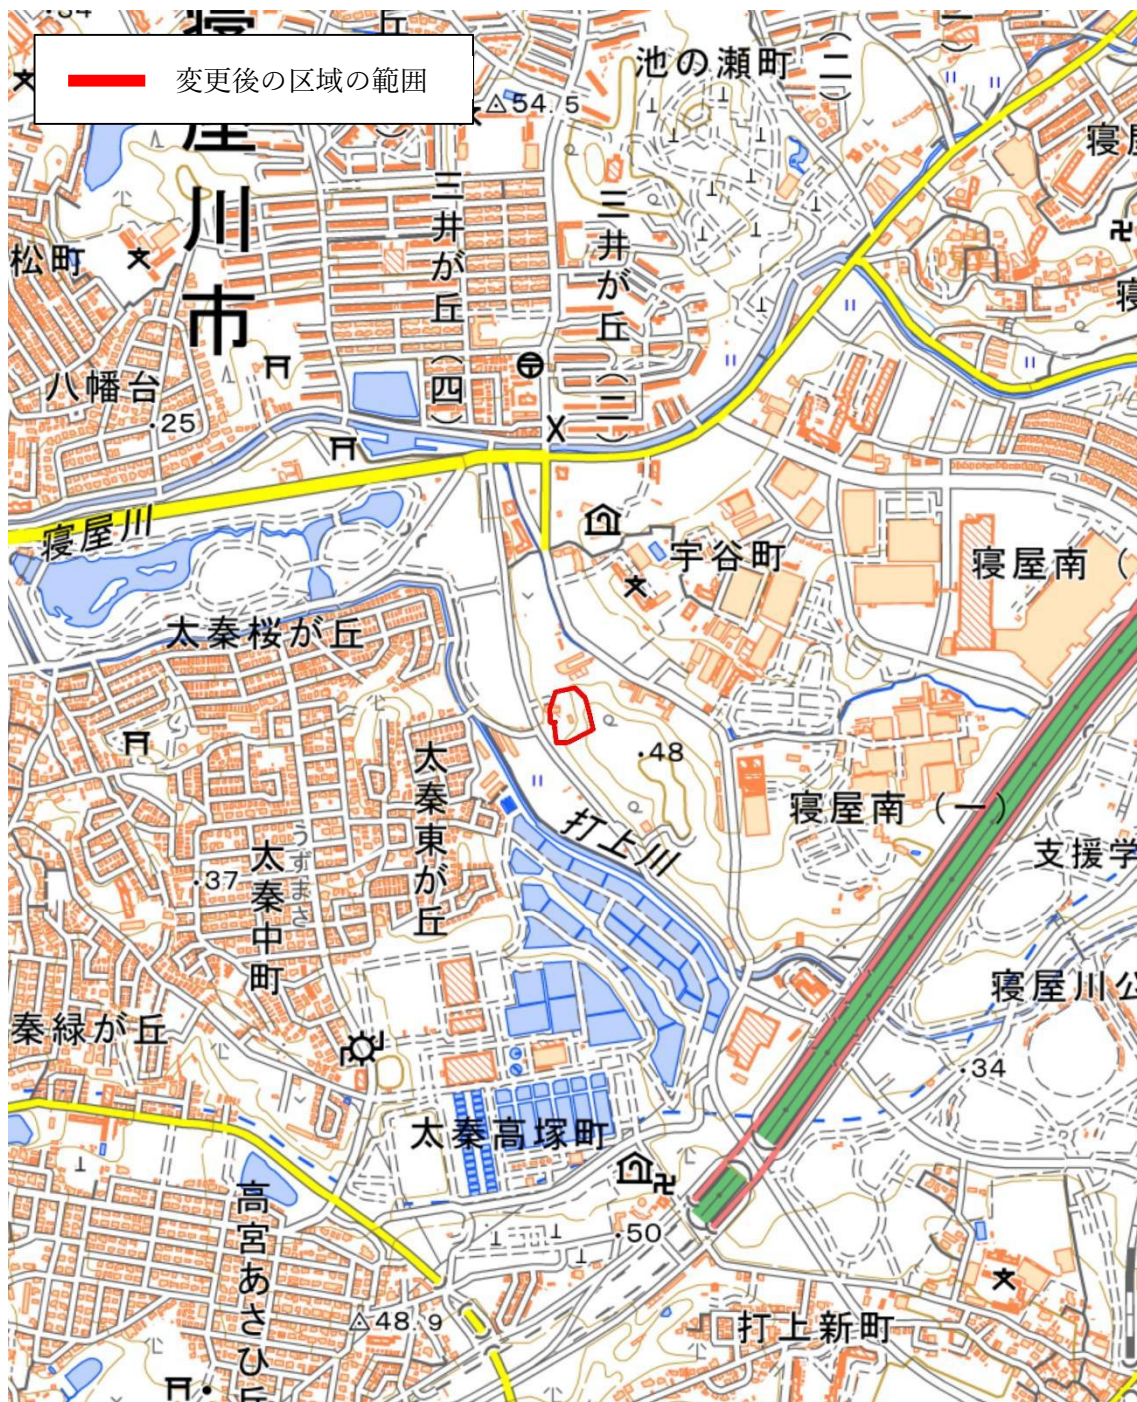 変更後の区域の範囲
54.5
池の瀬町
(二)
寝屋川市
三井が丘(四)
三井が丘(二)
松町
八幡台
25
寝屋川
宇谷町
寝屋南(
太秦桜が丘
48
太秦東が丘
打上川
寝屋南(一)
支援学
うずまさ
太秦中町
37
寝屋川公
秦緑が丘
34
太秦高塚町
50
高宮あさひ丘
48.9
打上新町